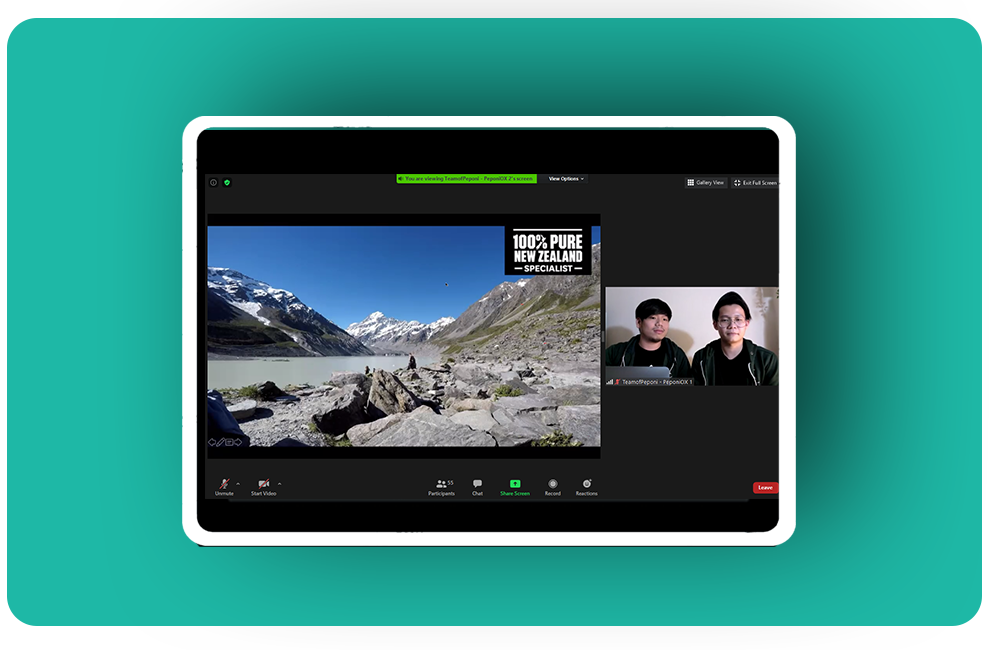 You are viewing TeamofPeponi - PeponiOX 2's screen
View Options
Gallery View
Exit Full Screen
100% PURE
NEW ZEALAND
SPECIALIST
TeamofPeponi - PeponiOX 1
Unmute
Start Video
Participants
55
Chat
Share Screen
Record
Reactions
Leave